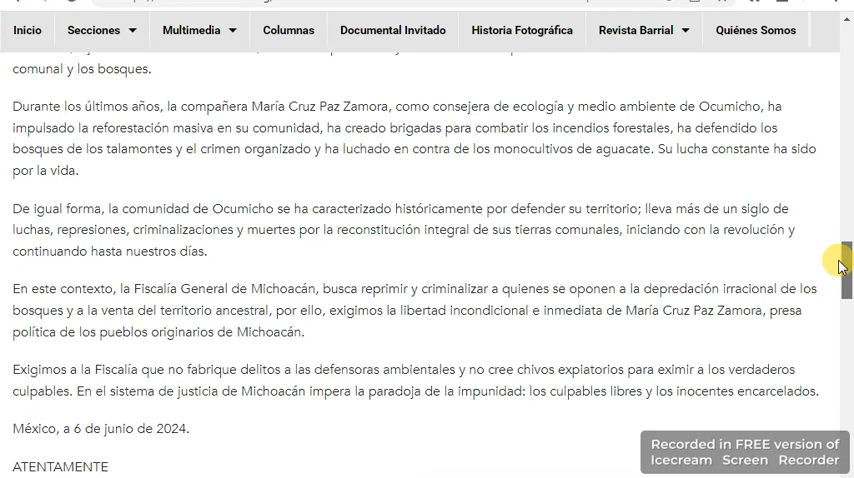 Inicio Secciones Multimedia Columnas Documental Invitado Historia Fotográfica Revista Barrial Quiénes Somos
comunal y los bosques.
Durante los últimos años, la compañera María Cruz Paz Zamora, como consejera de ecología y medio ambiente de Ocumicho, ha
impulsado la reforestación masiva en su comunidad, ha creado brigadas para combatir los incendios forestales, ha defendido los
bosques de los talamontes y el crimen organizado y ha luchado en contra de los monocultivos de aguacate. Su lucha constante ha sido
por la vida.
De igual forma, la comunidad de Ocumicho se ha caracterizado históricamente por defender su territorio; lleva más de un siglo de
luchas, represiones, criminalizaciones y muertes por la reconstitución integral de sus tierras comunales, iniciando con la revolución y
continuando hasta nuestros días.
En este contexto, la Fiscalía General de Michoacán, busca reprimir y criminalizar a quienes se oponen a la depredación irracional de los
bosques y a la venta del territorio ancestral, por ello, exigimos la libertad incondicional e inmediata de María Cruz Paz Zamora, presa
política de los pueblos originarios de Michoacán.
Exigimos a la Fiscalía que no fabrique delitos a las defensoras ambientales y no cree chivos expiatorios para eximir a los verdaderos
culpables. En el sistema de justicia de Michoacán impera la paradoja de la impunidad: los culpables libres y los inocentes encarcelados.
México, a 6 de junio de 2024.
ATENTAMENTE
Recorded in FREE version of
Icecream Screen Recorder